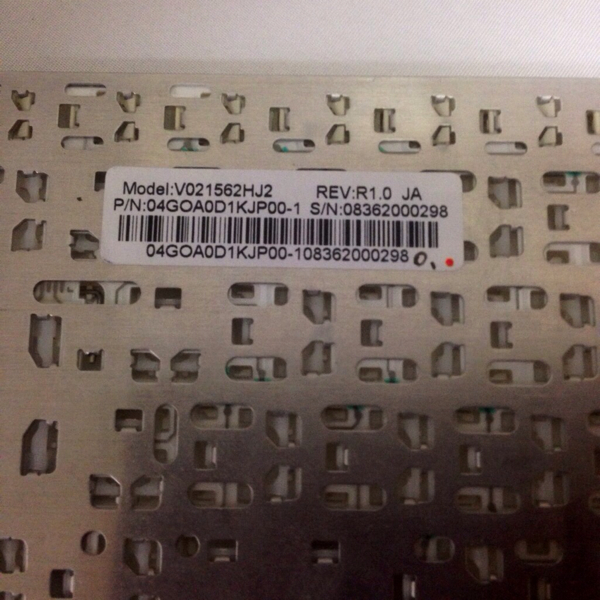 Model:V021562HJ2 REV:R1.0 JA
P/N:04GOA0D1KJP00-1 S/N:08362000298
04GOA0D1KJP00-108362000298